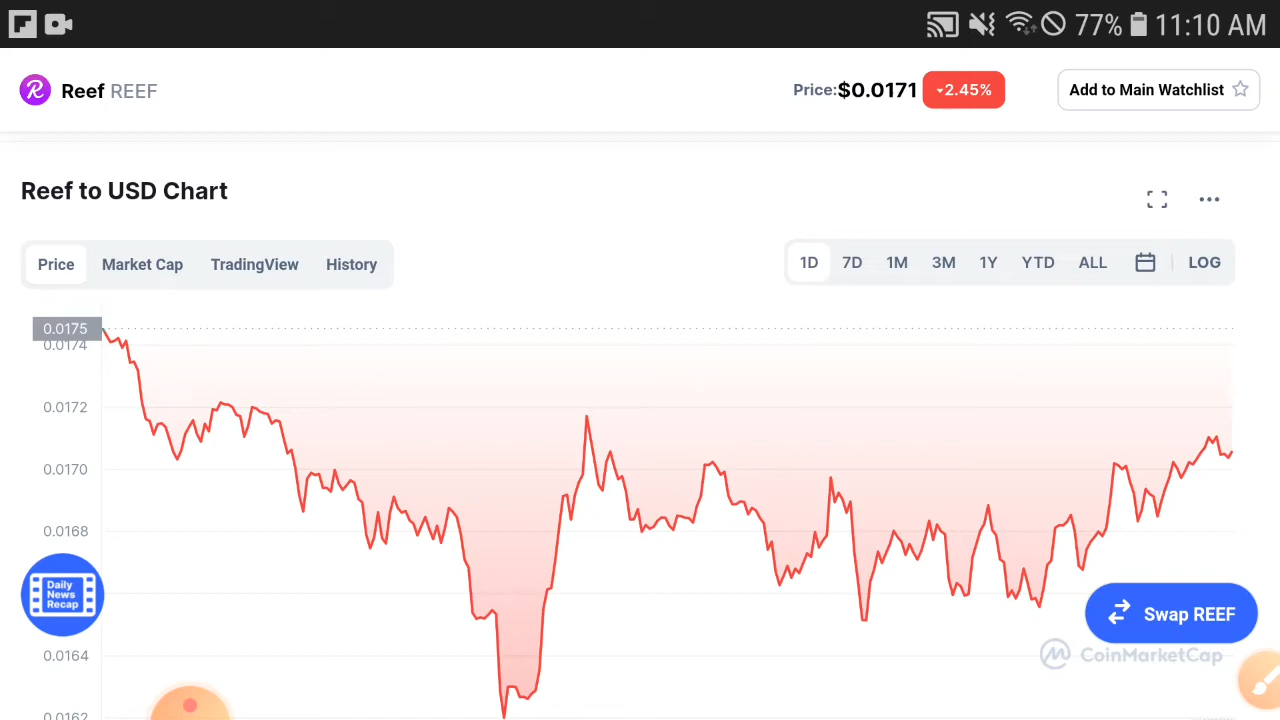 77% 11:10 AM
Reef REEF
Price: $0.0171 2.45%
Add to Main Watchlist
Reef to USD Chart
Price Market Cap TradingView History
1D 7D 1M 3M 1Y YTD ALL LOG
0.0175
0.0174
0.0172
0.0170
0.0168
Daily
News
Recap
Swap REEF
0.0164
CoinMarketCap
0.0162